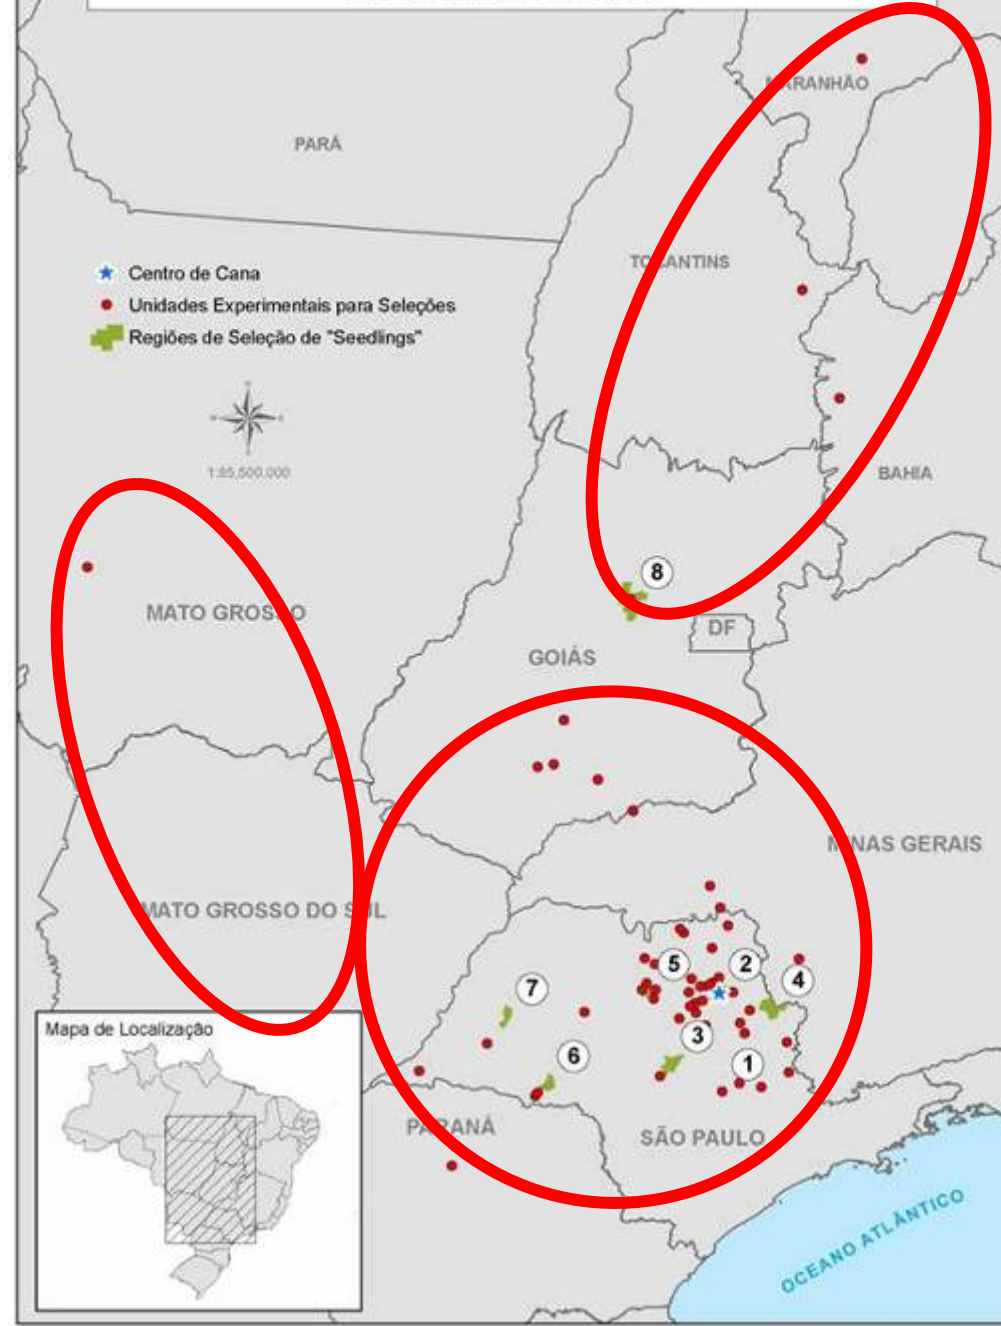 MARANHÃO
PARÁ
TOCANTINS
Centro de Cana
Unidades Experimentais para Seleções
Regiões de Seleção de "Seedlings"
1:85.500.000
BAHIA
8
MATO GROSSO
DF
GOIÁS
MINAS GERAIS
MATO GROSSO DO SUL
5
2
4
7
3
6
1
Mapa de Localização
PARANÁ
SÃO PAULO
OCEANO ATLÂNTICO